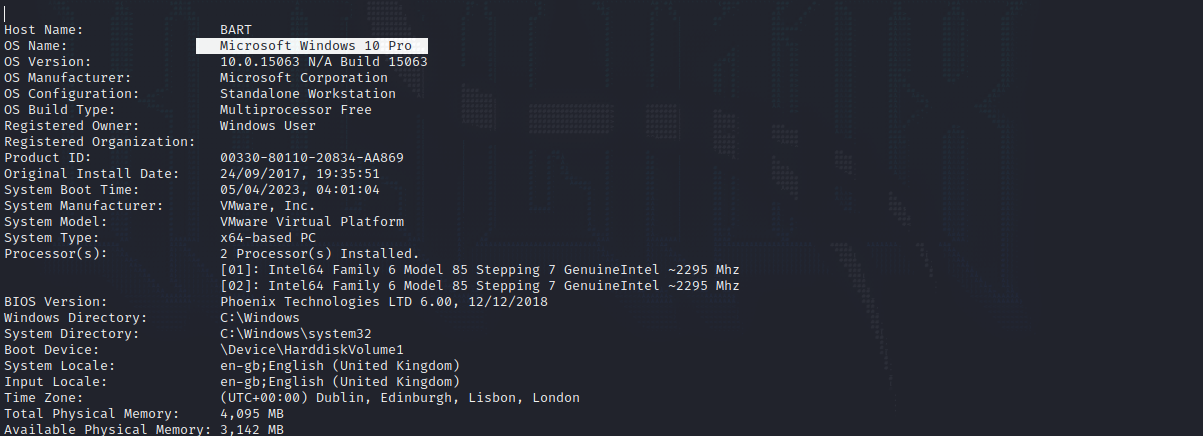 Host Name:                 BART
OS Name:                   Microsoft Windows 10 Pro
OS Version:                10.0.15063 N/A Build 15063
OS Manufacturer:           Microsoft Corporation
OS Configuration:          Standalone Workstation
OS Build Type:             Multiprocessor Free
Registered Owner:          Windows User
Registered Organization:
Product ID:                00330-80110-20834-AA869
Original Install Date:     24/09/2017, 19:35:51
System Boot Time:          05/04/2023, 04:01:04
System Manufacturer:       VMware, Inc.
System Model:              VMware Virtual Platform
System Type:               x64-based PC
Processor(s):              2 Processor(s) Installed.
                           [01]: Intel64 Family 6 Model 85 Stepping 7 GenuineIntel ~2295 Mhz
                           [02]: Intel64 Family 6 Model 85 Stepping 7 GenuineIntel ~2295 Mhz
BIOS Version:              Phoenix Technologies LTD 6.00, 12/12/2018
Windows Directory:         C:\Windows
System Directory:          C:\Windows\system32
Boot Device:               \Device\HarddiskVolume1
System Locale:             en-gb;English (United Kingdom)
Input Locale:              en-gb;English (United Kingdom)
Time Zone:                 (UTC+00:00) Dublin, Edinburgh, Lisbon, London
Total Physical Memory:     4,095 MB
Available Physical Memory: 3,142 MB